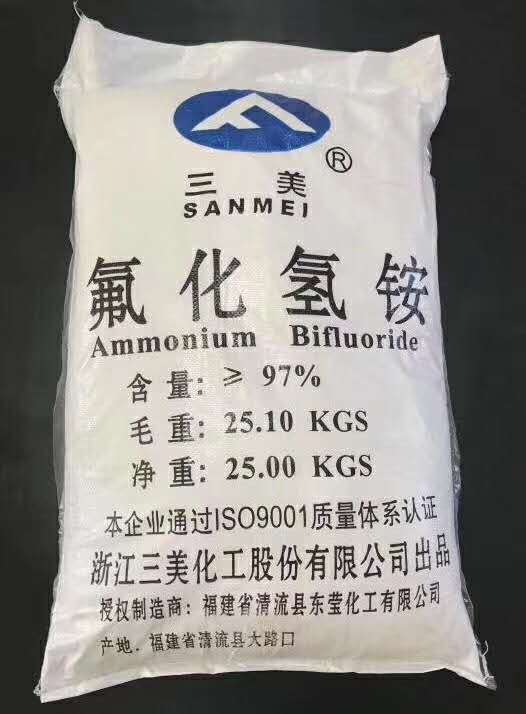 ®
三美
SANMEI
氟化氢铵
Ammonium Bifluoride
含量: ≥ 97%
毛重: 25.10 KGS
净重: 25.00 KGS
本企业通过ISO9001质量体系认证
浙江三美化工股份有限公司出品
授权制造商: 福建省清流县东莹化工有限公司
产地: 福建省清流县大路口